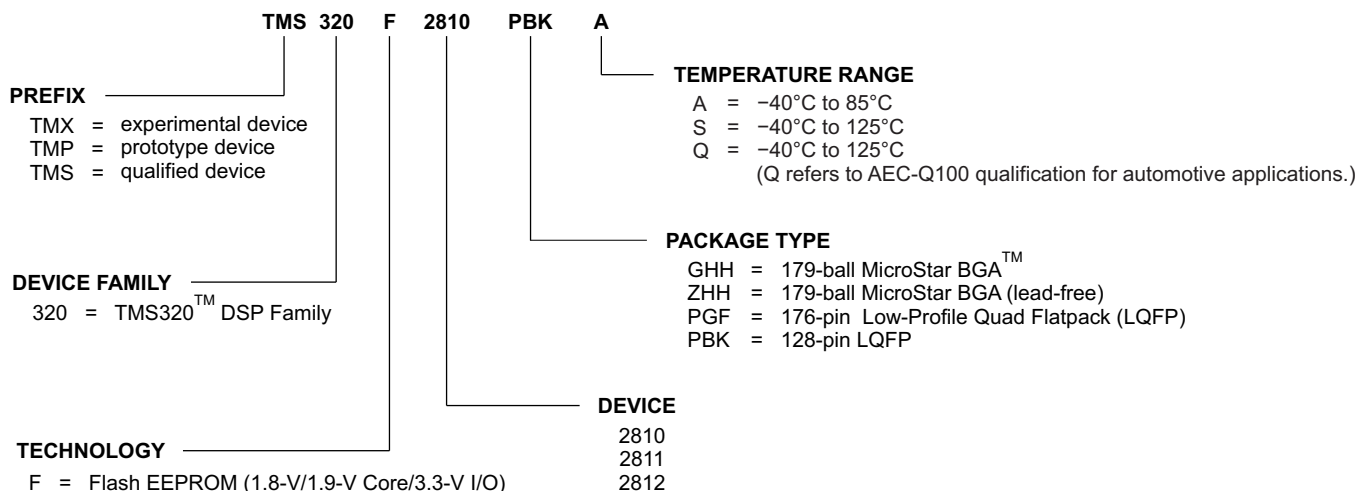 TMS 320 F 2810 PBK A
PREFIX
TMX = experimental device
TMP = prototype device
TMS = qualified device
TEMPERATURE RANGE
A = −40°C to 85°C
S = −40°C to 125°C
Q = −40°C to 125°C
(Q refers to AEC-Q100 qualification for automotive applications.)
DEVICE FAMILY
320 = TMS320™ DSP Family
PACKAGE TYPE
GHH = 179-ball MicroStar BGA™
ZHH = 179-ball MicroStar BGA (lead-free)
PGF = 176-pin Low-Profile Quad Flatpack (LQFP)
PBK = 128-pin LQFP
TECHNOLOGY
F = Flash EEPROM (1.8-V/1.9-V Core/3.3-V I/O)
DEVICE
2810
2811
2812